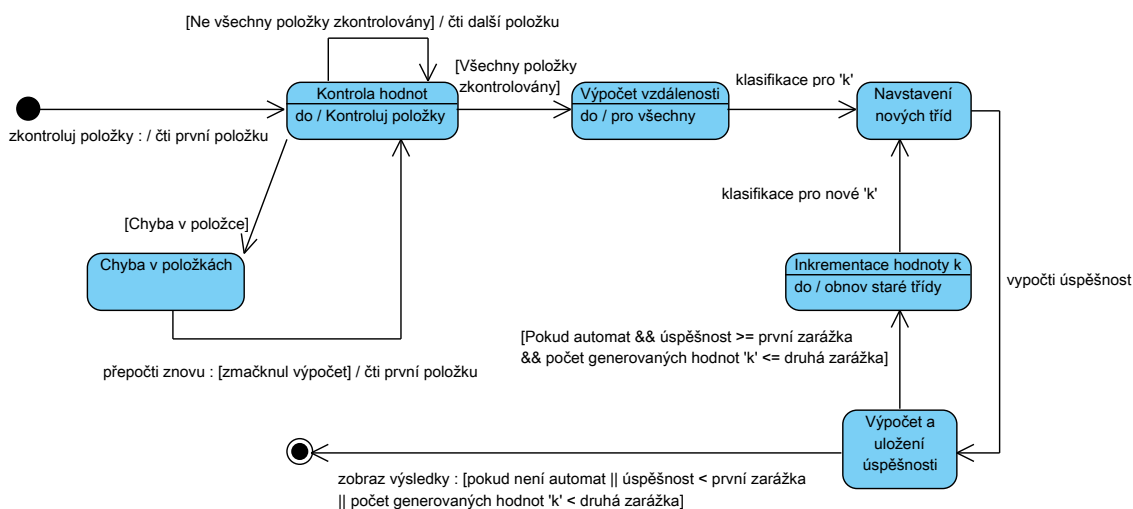 [Ne všechny položky zkontrolovány] / čti další položku
[Všechny položky
zkontrolovány]
klasifikace pro 'k'
Kontrola hodnot
do / Kontroluj položky
Výpočet vzdálenosti
do / pro všechny
Navstavení
nových tříd
zkontroluj položky : / čti první položku
klasifikace pro nové 'k'
[Chyba v položce]
Chyba v položkách
Inkrementace hodnoty k
do / obnov staré třídy
vypočti úspěšnost
[Pokud automat && úspěšnost >= první zarážka
&& počet generovaných hodnot 'k' <= druhá zarážka]
přepočti znovu : [zmačknul výpočet] / čti první položku
Výpočet a
uložení
úspěšnosti
zobraz výsledky : [pokud není automat || úspěšnost < první zarážka
|| počet generovaných hodnot 'k' < druhá zarážka]